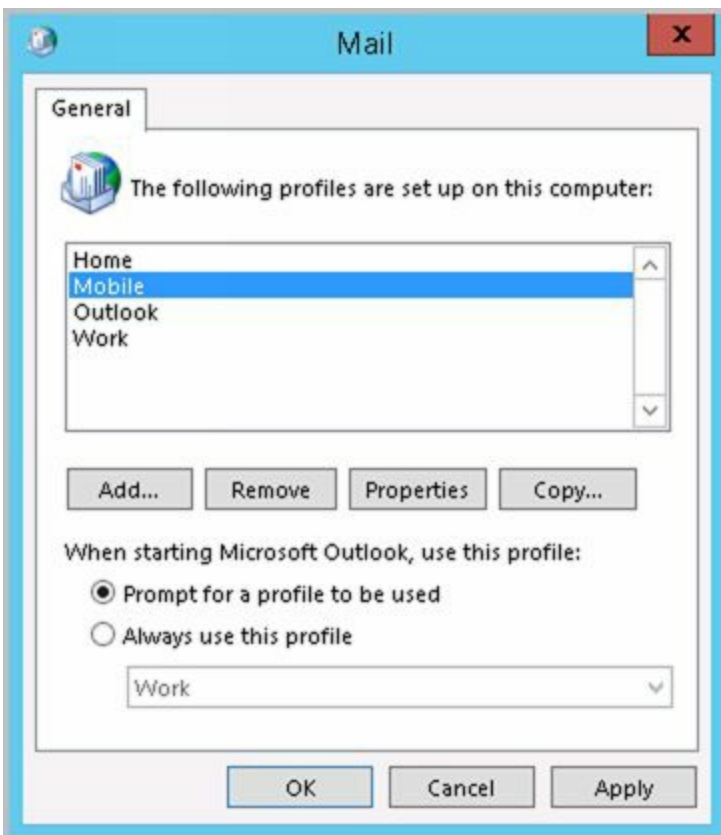 Mail
General
The following profiles are set up on this computer:
Home
Mobile
Outlook
Work
Add... Remove Properties Copy...
When starting Microsoft Outlook, use this profile:
Prompt for a profile to be used
Always use this profile
Work
OK Cancel Apply